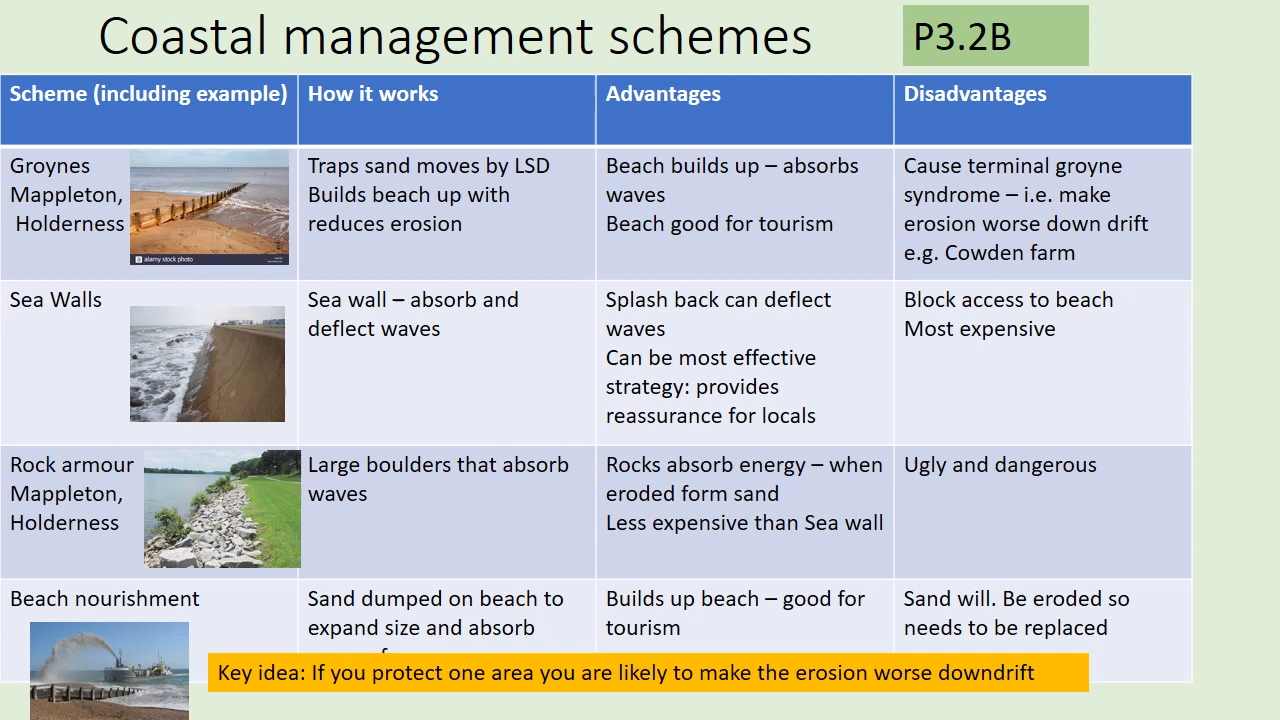 Coastal management schemes
P3.2B
Scheme (including example)
How it works
Advantages
Disadvantages
Groynes
Mappleton,
Holderness
alamy stock photo
Traps sand moves by LSD
Builds beach up with
reduces erosion
Beach builds up – absorbs
waves
Beach good for tourism
Cause terminal groyne
syndrome – i.e. make
erosion worse down drift
e.g. Cowden farm
Sea Walls
Sea wall – absorb and
deflect waves
Splash back can deflect
waves
Can be most effective
strategy: provides
reassurance for locals
Block access to beach
Most expensive
Rock armour
Mappleton,
Holderness
Large boulders that absorb
waves
Rocks absorb energy – when
eroded form sand
Less expensive than Sea wall
Ugly and dangerous
Beach nourishment
Sand dumped on beach to
expand size and absorb
Builds up beach – good for
tourism
Sand will. Be eroded so
needs to be replaced
Key idea: If you protect one area you are likely to make the erosion worse downdrift